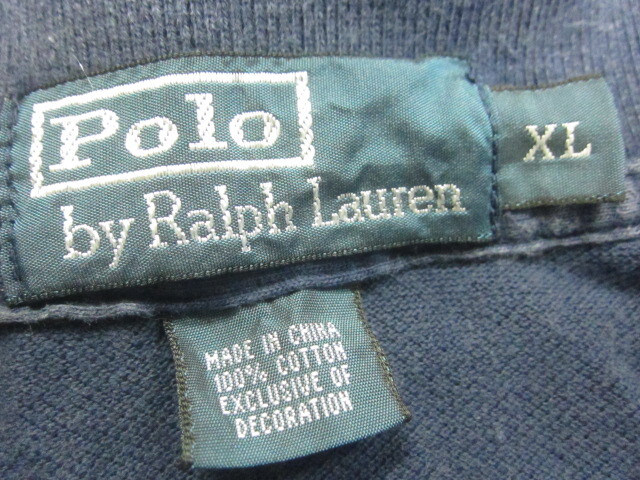 Polo
by Ralph Lauren
XL
MADE IN CHINA
100% COTTON
EXCLUSIVE OF
DECORATION